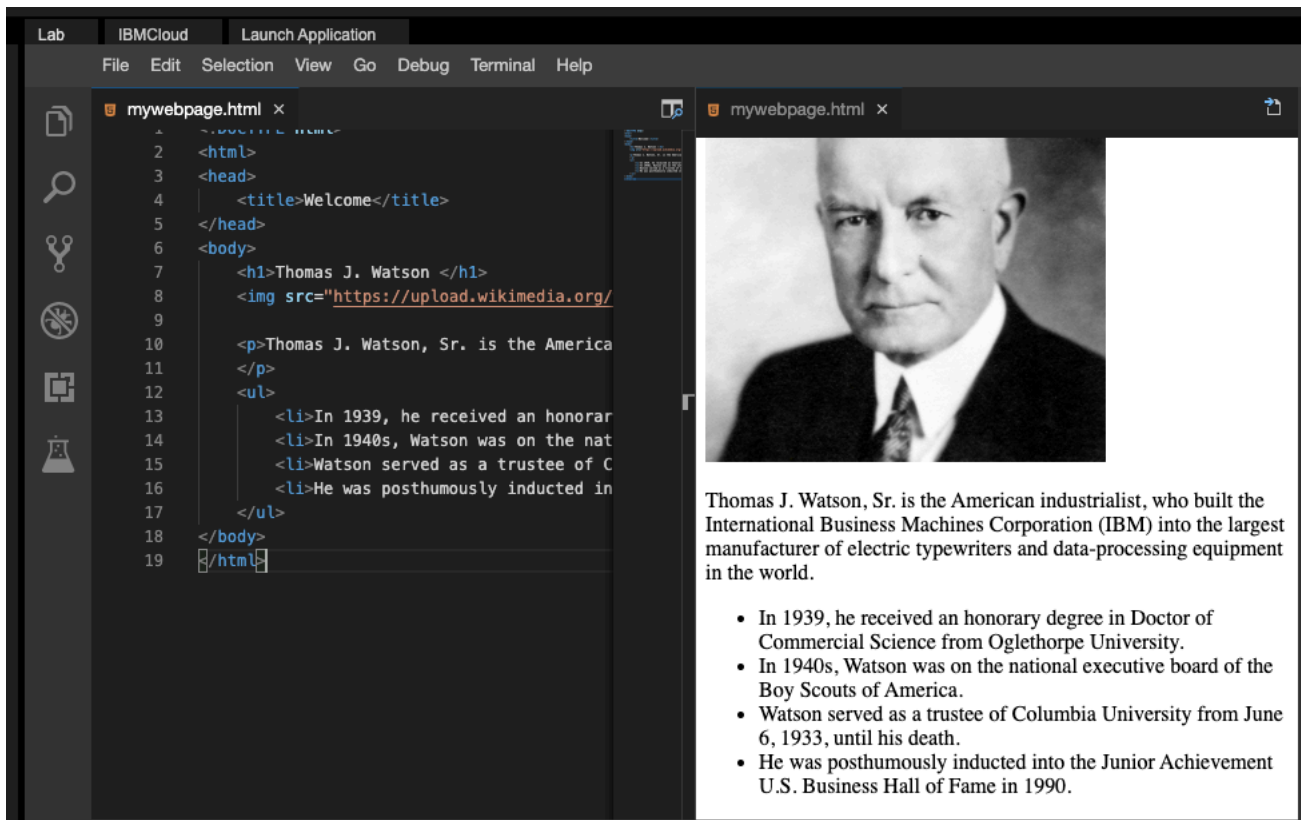 Lab IBMCloud Launch Application
File Edit Selection View Go Debug Terminal Help
mywebpage.html ×
1 <!DOCTYPE html>
2 <html>
3 <head>
4 <title>Welcome</title>
5 </head>
6 <body>
7 <h1>Thomas J. Watson </h1>
8 <img src="https://upload.wikimedia.org/
9
10 <p>Thomas J. Watson, Sr. is the America
11 </p>
12 <ul>
13 <li>In 1939, he received an honorar
14 <li>In 1940s, Watson was on the nat
15 <li>Watson served as a trustee of C
16 <li>He was posthumously inducted in
17 </ul>
18 </body>
19 </html>
mywebpage.html ×
Thomas J. Watson, Sr. is the American industrialist, who built the
International Business Machines Corporation (IBM) into the largest
manufacturer of electric typewriters and data-processing equipment
in the world.
• In 1939, he received an honorary degree in Doctor of
Commercial Science from Oglethorpe University.
• In 1940s, Watson was on the national executive board of the
Boy Scouts of America.
• Watson served as a trustee of Columbia University from June
6, 1933, until his death.
• He was posthumously inducted into the Junior Achievement
U.S. Business Hall of Fame in 1990.